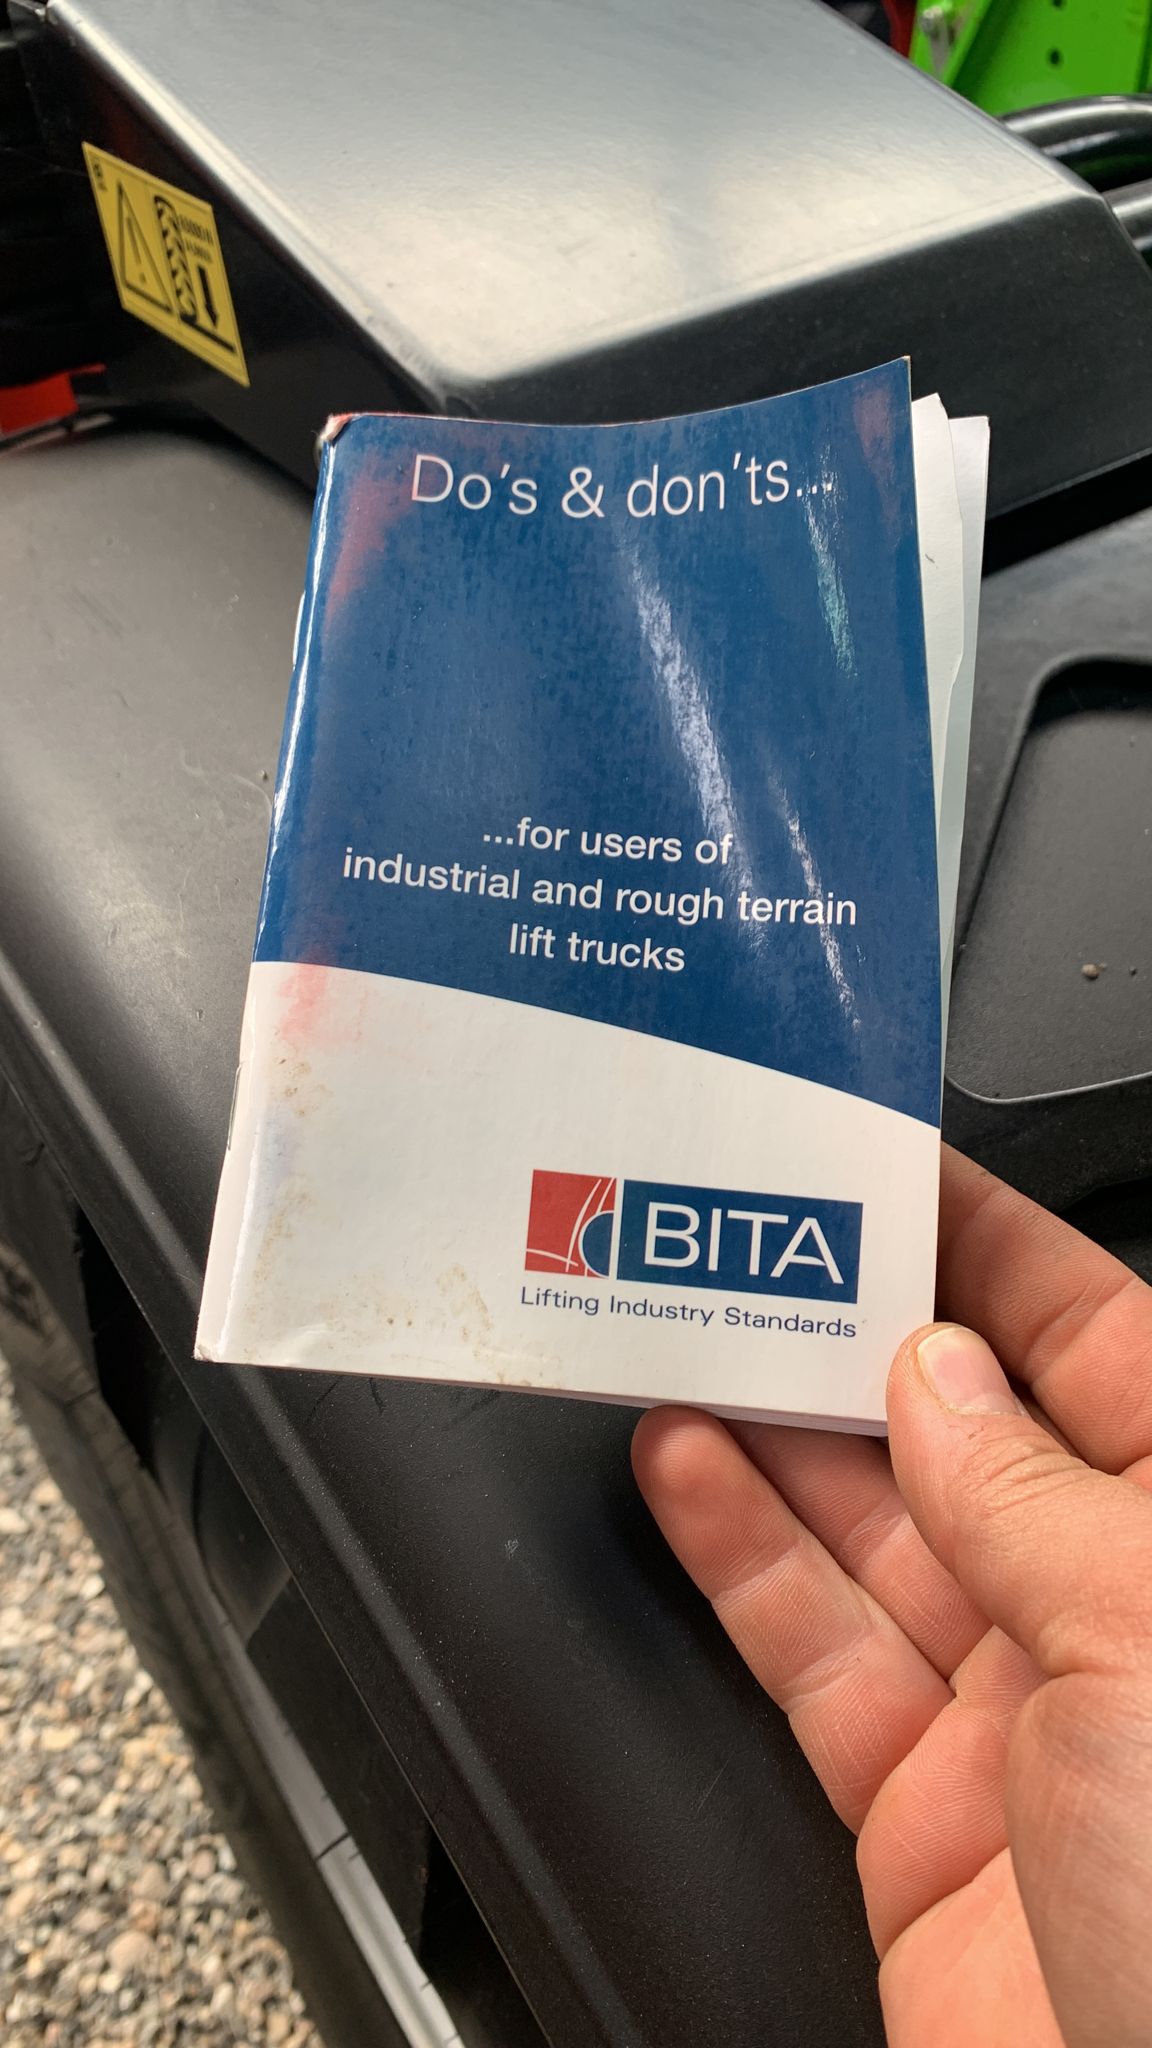 Do's & don'ts...
...for users of
industrial and rough terrain
lift trucks
BITA
Lifting Industry Standards